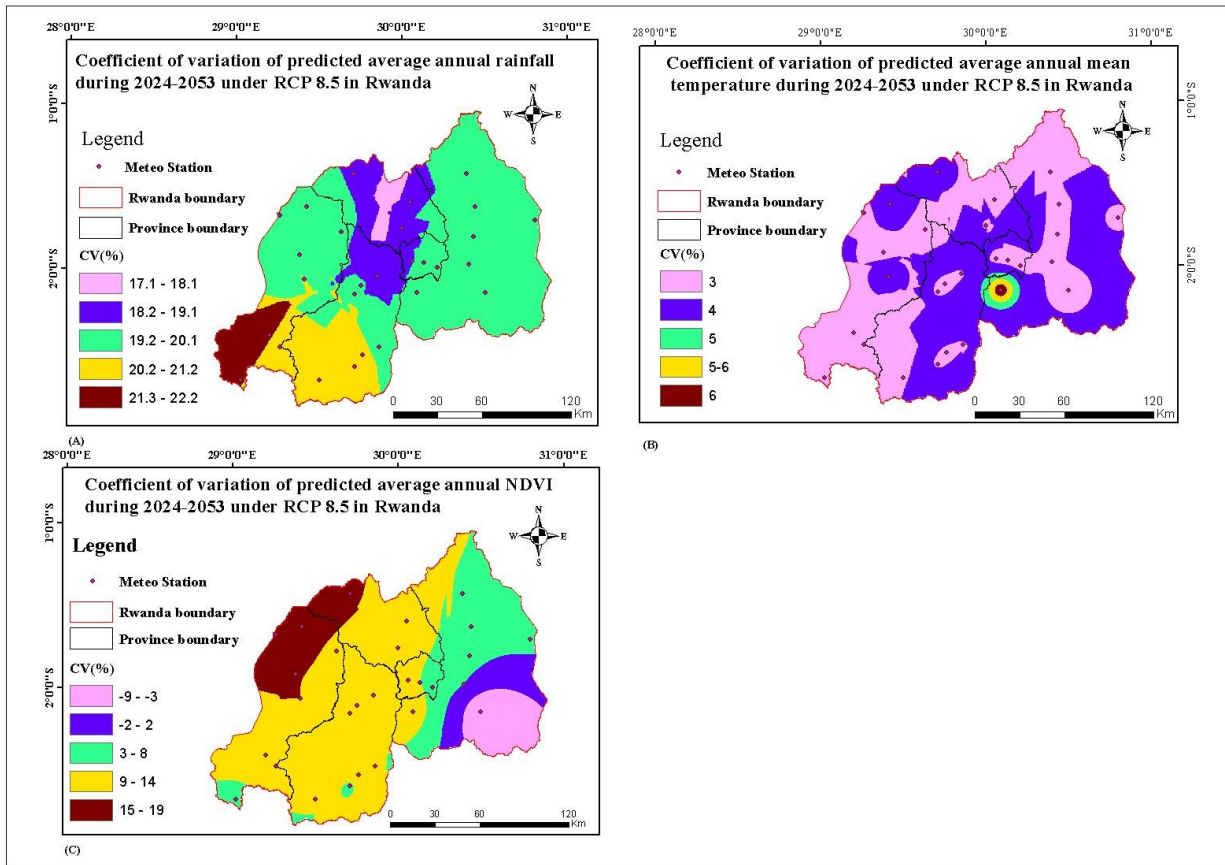 28°0'0"E 29°0'0"E 30°0'0"E 31°0'0"E
Coefficient of variation of predicted average annual rainfall
during 2024-2053 under RCP 8.5 in Rwanda
1°0'0"S
2°0'0"S
N
W E
S
Legend
Meteo Station
Rwanda boundary
Province boundary
CV(%)
17.1 - 18.1
18.2 - 19.1
19.2 - 20.1
20.2 - 21.2
21.3 - 22.2
0 30 60 120
Km
(A)
28°0'0"E 29°0'0"E 30°0'0"E 31°0'0"E
Coefficient of variation of predicted average annual mean
temperature during 2024-2053 under RCP 8.5 in Rwanda
1°0'0"S
2°0'0"S
N
W E
S
Legend
Meteo Station
Rwanda boundary
Province boundary
CV(%)
3
4
5
5-6
6
0 30 60 120
Km
(B)
28°0'0"E 29°0'0"E 30°0'0"E 31°0'0"E
Coefficient of variation of predicted average annual NDVI
during 2024-2053 under RCP 8.5 in Rwanda
1°0'0"S
2°0'0"S
N
W E
S
Legend
Meteo Station
Rwanda boundary
Province boundary
CV(%)
-9 - -3
-2 - 2
3 - 8
9 - 14
15 - 19
0 30 60 120
Km
(C)